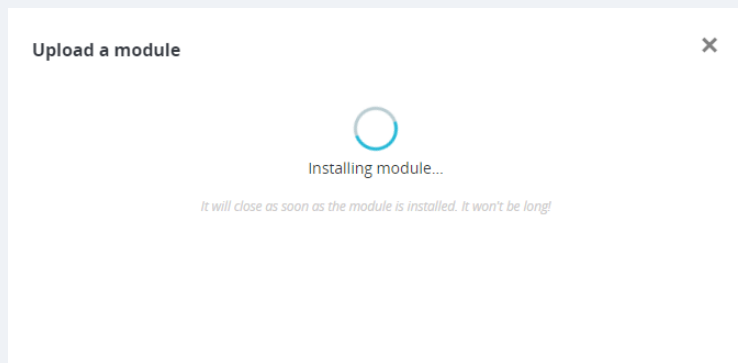 Upload a module
Installing module...
It will close as soon as the module is installed. It won't be long!